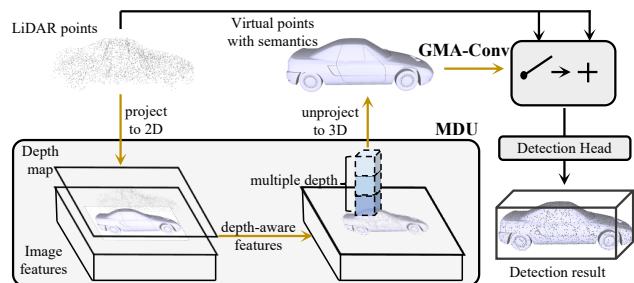 LiDAR points
Virtual points
with semantics
GMA-Conv
project
to 2D
unproject
to 3D
MDU
Detection Head
Depth
map
multiple depth
depth-aware
features
Image
features
Detection result